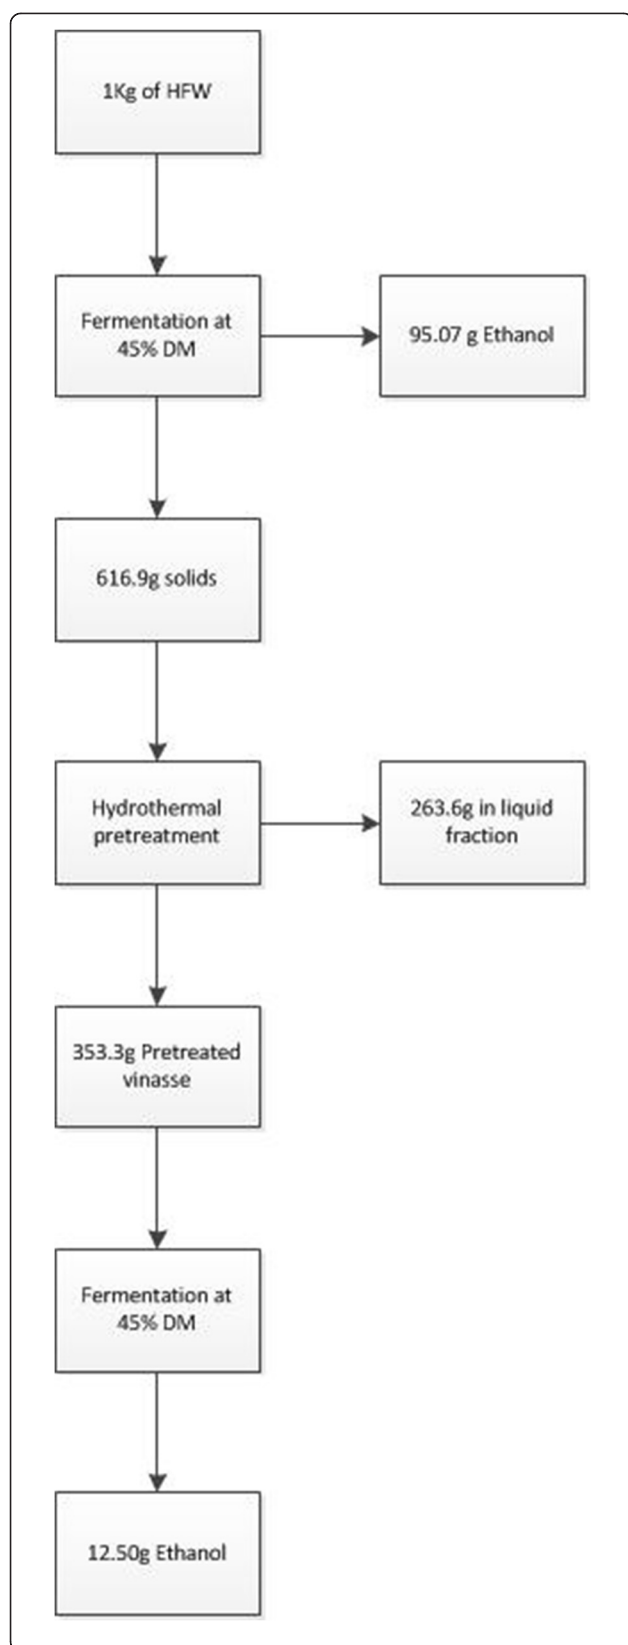 1Kg of HFW
Fermentation at
45% DM
95.07 g Ethanol
616.9g solids
Hydrothermal
pretreatment
263.6g in liquid
fraction
353.3g Pretreated
vinasse
Fermentation at
45% DM
12.50g Ethanol